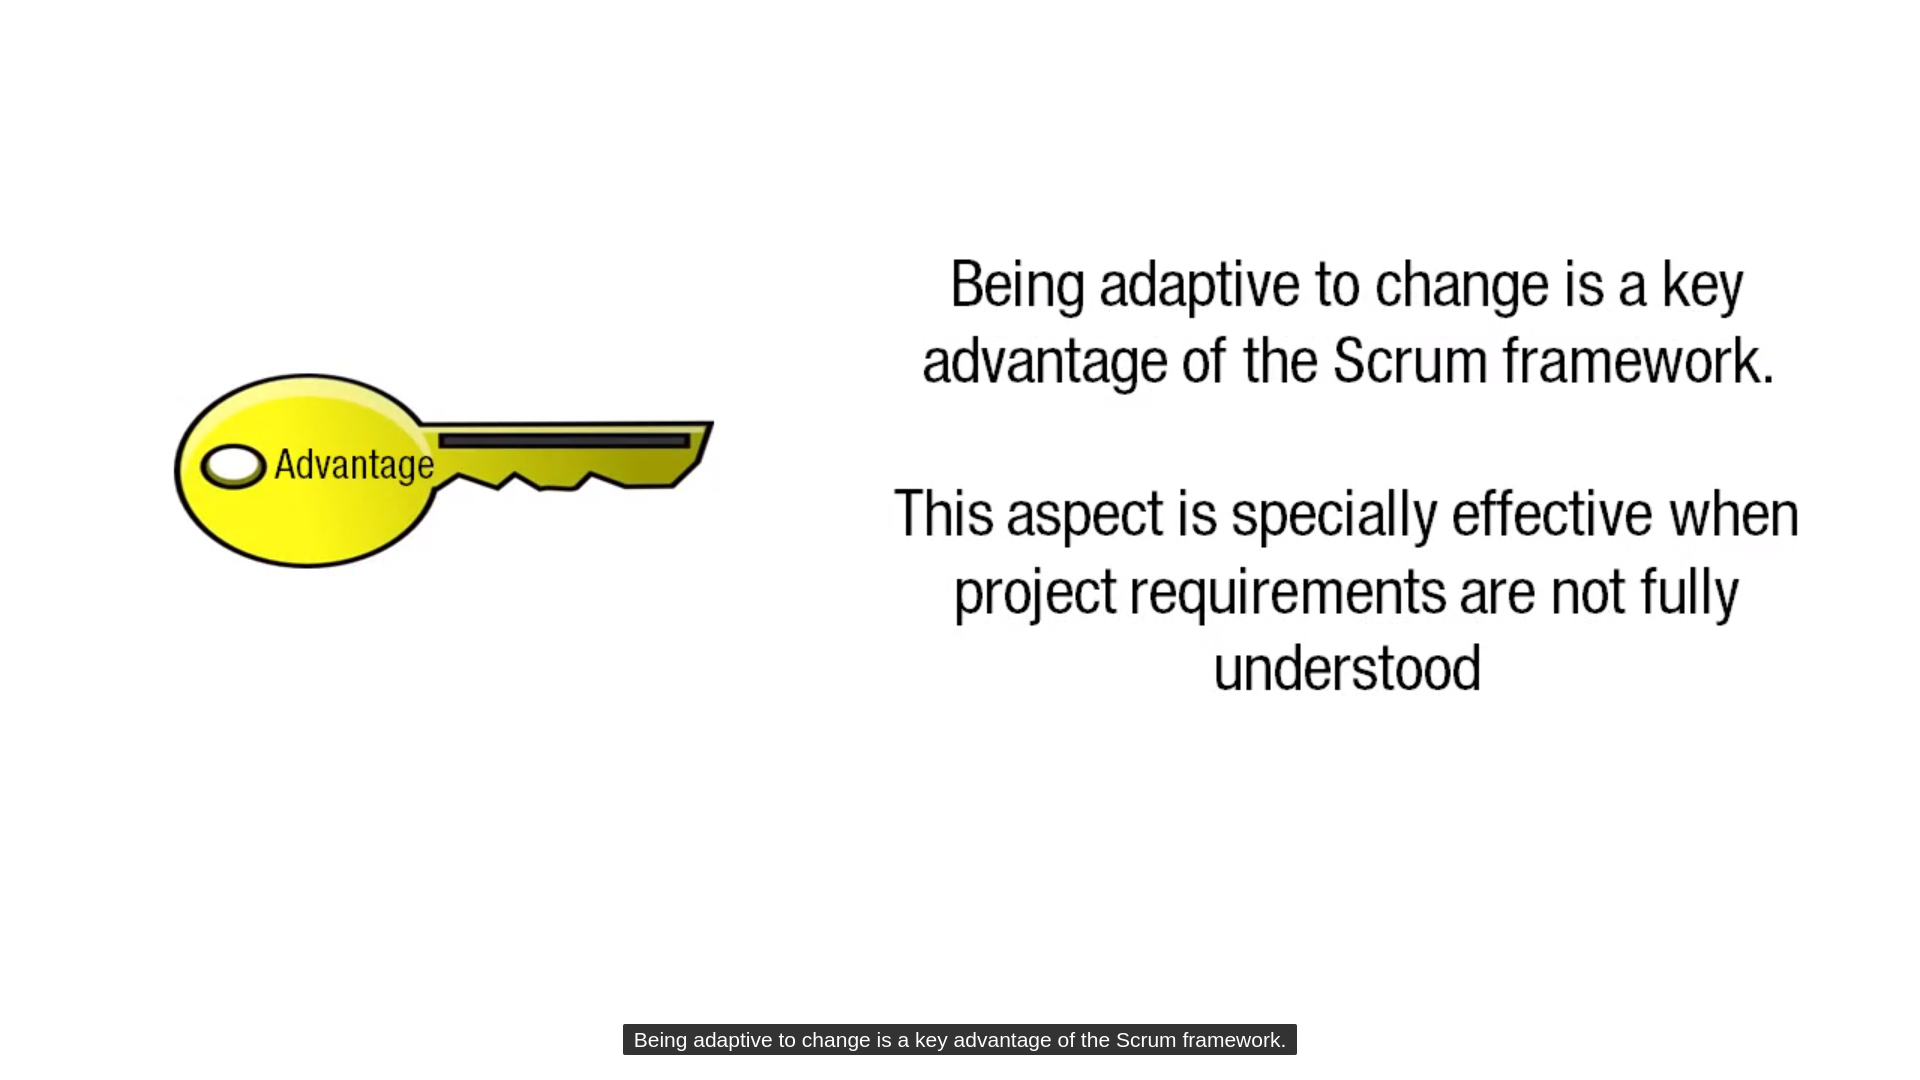 Advantage
Being adaptive to change is a key
advantage of the Scrum framework.
This aspect is specially effective when
project requirements are not fully
understood
Being adaptive to change is a key advantage of the Scrum framework.